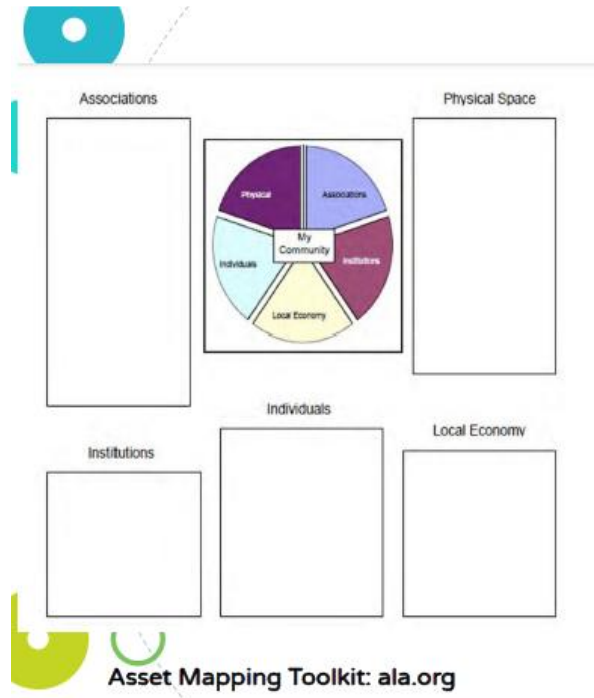 Associations
Physical Space
Physical
Associations
My
Community
Individuals
Institutions
Local Economy
Individuals
Local Economy
Institutions
Asset Mapping Toolkit: ala.org